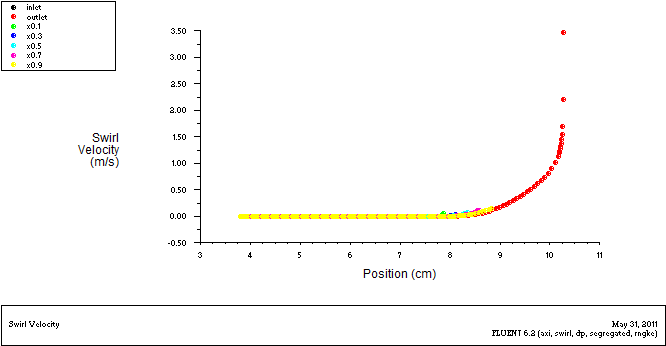 inlet
outlet
x0.1
x0.3
x0.5
x0.7
x0.9
3.50
3.00
2.50
2.00
1.50
1.00
0.50
0.00
-0.50
Swirl
Velocity
(m/s)
3 4 5 6 7 8 9 10 11
Position (cm)
Swirl Velocity
May 31, 2011
FLUENT 6.2 (axi, swirl, dp, segregated, rngke)